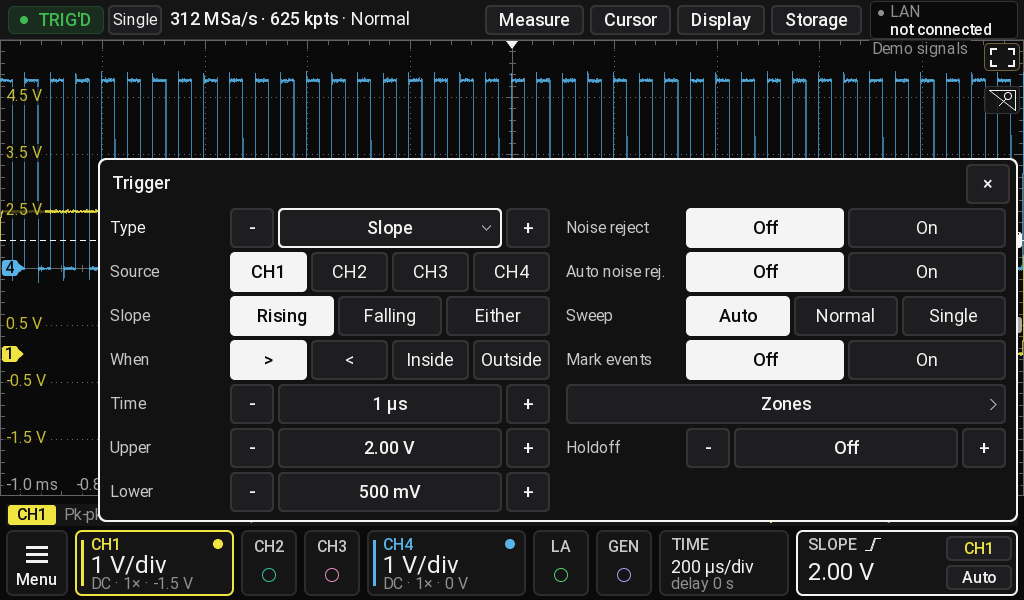 TRIG'D Single 312 MSa/s · 625 kpts · Normal Measure Cursor Display Storage LAN not connected
Demo signals
4.5 V
3.5 V
2.5 V
4
0.5 V
1
-0.5 V
-1.5 V
-1.0 ms -0.8
Trigger ×
Type - Slope + Noise reject Off On
Source CH1 CH2 CH3 CH4 Auto noise rej. Off On
Slope Rising Falling Either Sweep Auto Normal Single
When > < Inside Outside Mark events Off On
Time - 1 µs + Zones
Upper - 2.00 V + Holdoff - Off +
Lower - 500 mV +
CH1 Pk-pk
Menu
CH1
1 V/div
DC · 1× · -1.5 V
CH2
CH3
CH4
1 V/div
DC · 1× · 0 V
LA
GEN
TIME
200 µs/div
delay 0 s
SLOPE CH1
2.00 V Auto